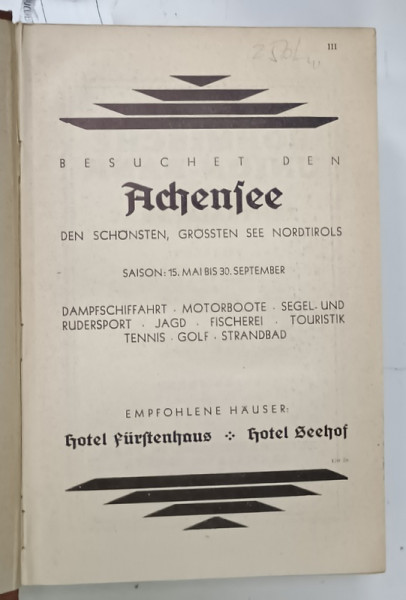 111
BESUCHET DEN
Achensee
DEN SCHÖNSTEN, GRÖSSTEN SEE NORDTIROLS
SAISON: 15. MAI BIS 30. SEPTEMBER
DAMPFSCHIFFAHRT · MOTORBOOTE · SEGEL- UND
RUDERSPORT · JAGD · FISCHEREI · TOURISTIK
TENNIS · GOLF · STRANDBAD
EMPFOHLENE HÄUSER:
Hotel Fürstenhaus ⁘ Hotel Seehof